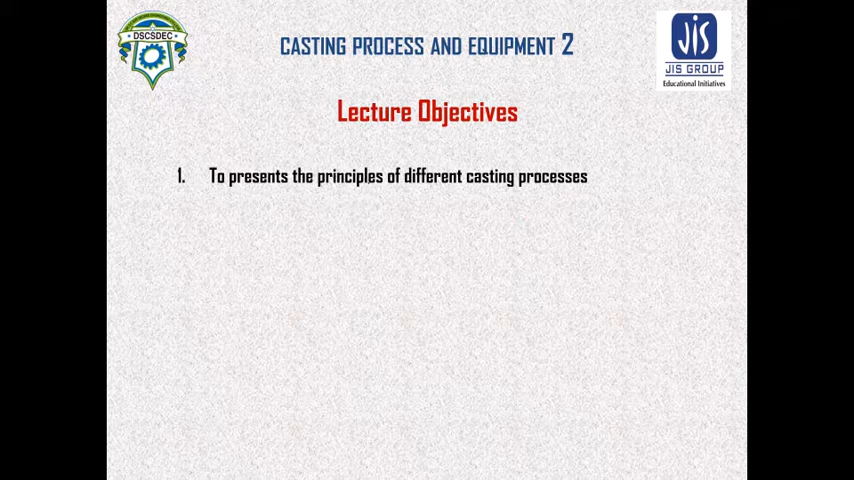 DSCSDEC
CASTING PROCESS AND EQUIPMENT 2
JIS
JIS GROUP
Educational Initiatives
Lecture Objectives
1. To presents the principles of different casting processes